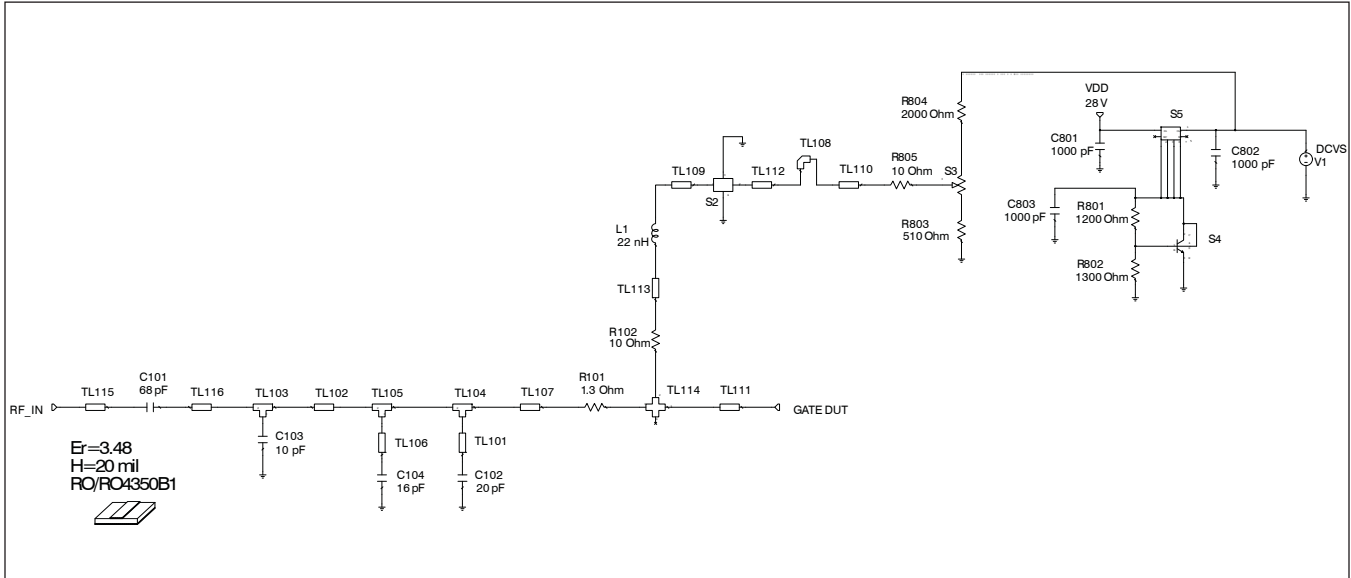 R804
2000 Ohm
VDD
28 V
S5
C801
1000 pF
C802
1000 pF
DCVS
V1
TL108
TL109
TL112
TL110
R805
10 Ohm
S3
S2
C803
1000 pF
R801
1200 Ohm
R803
510 Ohm
S4
L1
22 nH
R802
1300 Ohm
TL113
R102
10 Ohm
C101
68 pF
R101
1.3 Ohm
TL115
TL116
TL103
TL102
TL105
TL104
TL107
TL114
TL111
RF_IN
GATE DUT
C103
10 pF
TL106
TL101
Er=3.48
H=20 mil
RO/RO4350B1
C104
16 pF
C102
20 pF